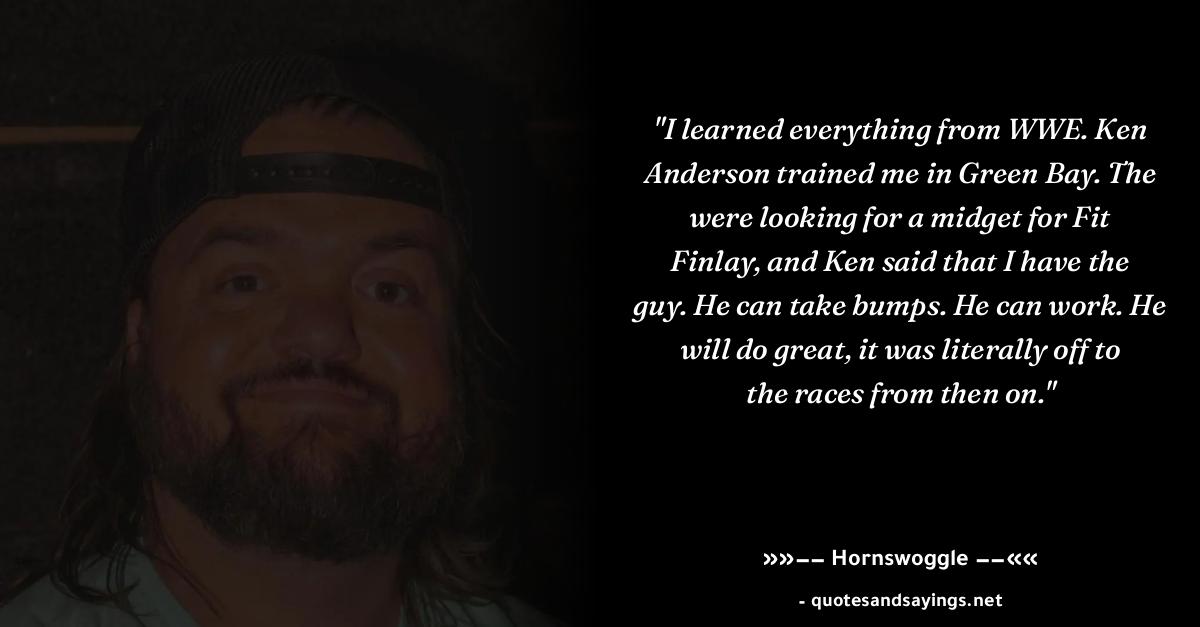 "I learned everything from WWE. Ken
Anderson trained me in Green Bay. The
were looking for a midget for Fit
Finlay, and Ken said that I have the
guy. He can take bumps. He can work. He
will do great, it was literally off to
the races from then on."
»»−− Hornswoggle −−««
- quotesandsayings.net